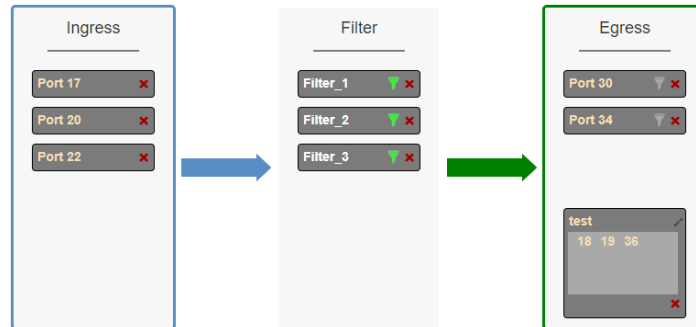 Ingress
Port 17
Port 20
Port 22
Filter
Filter_1
Filter_2
Filter_3
Egress
Port 30
Port 34
test
18 19 36